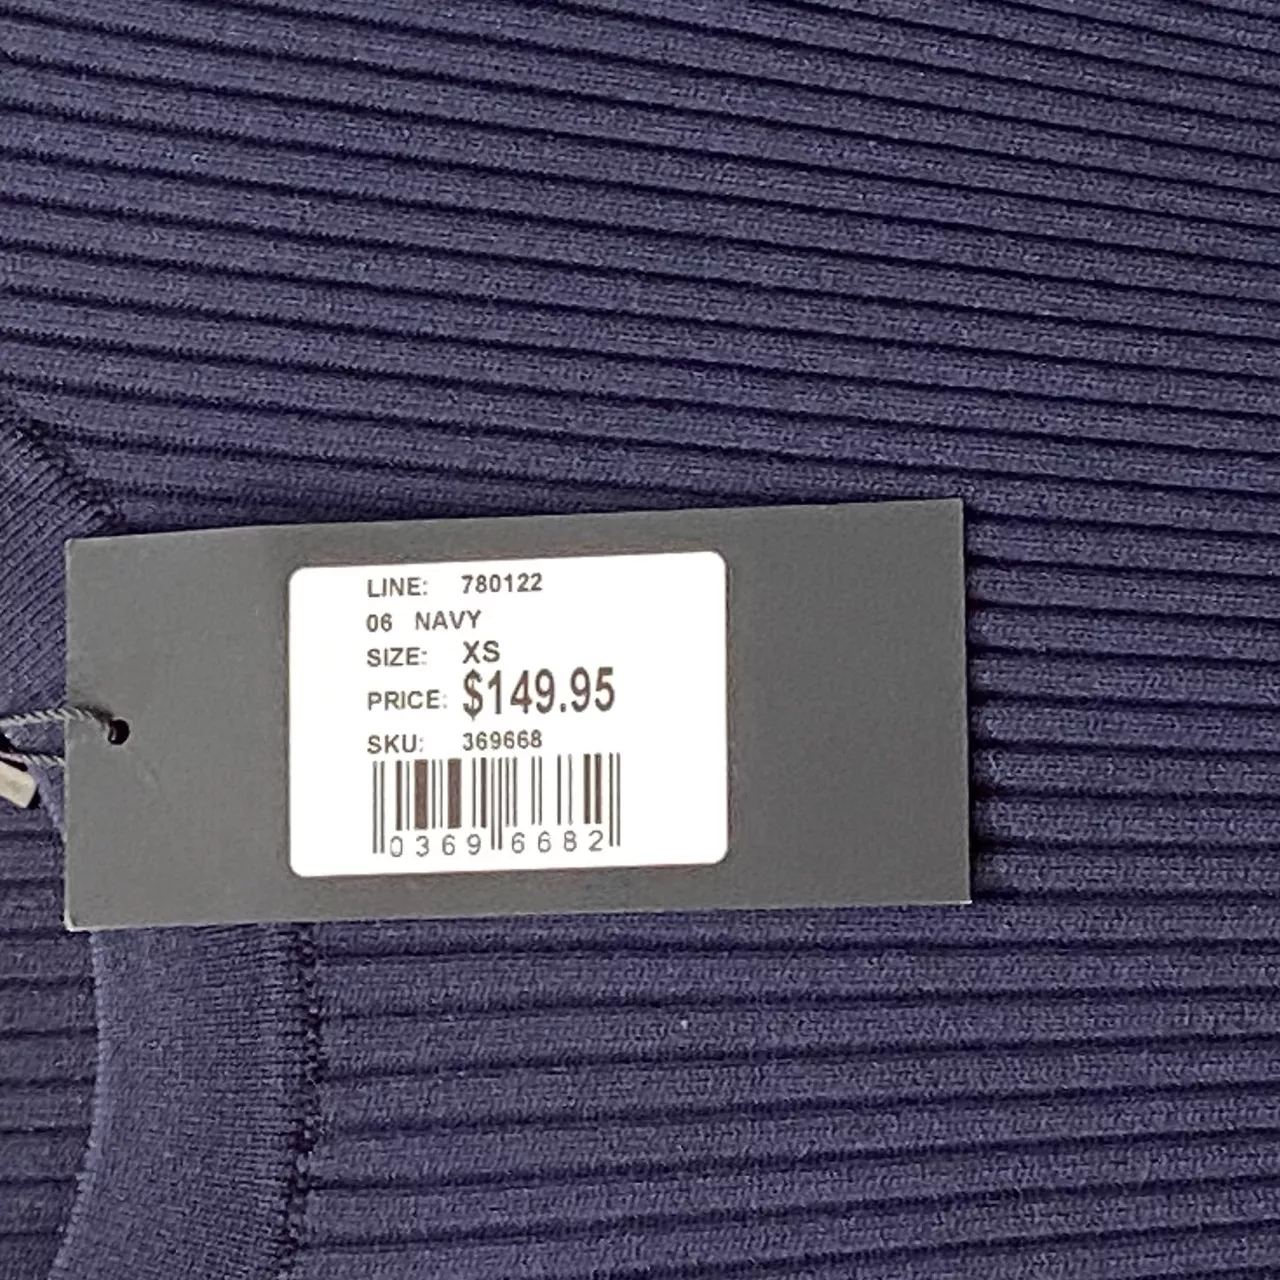 LINE: 780122
06 NAVY
SIZE: XS
PRICE: $149.95
SKU: 369668
0369 6682